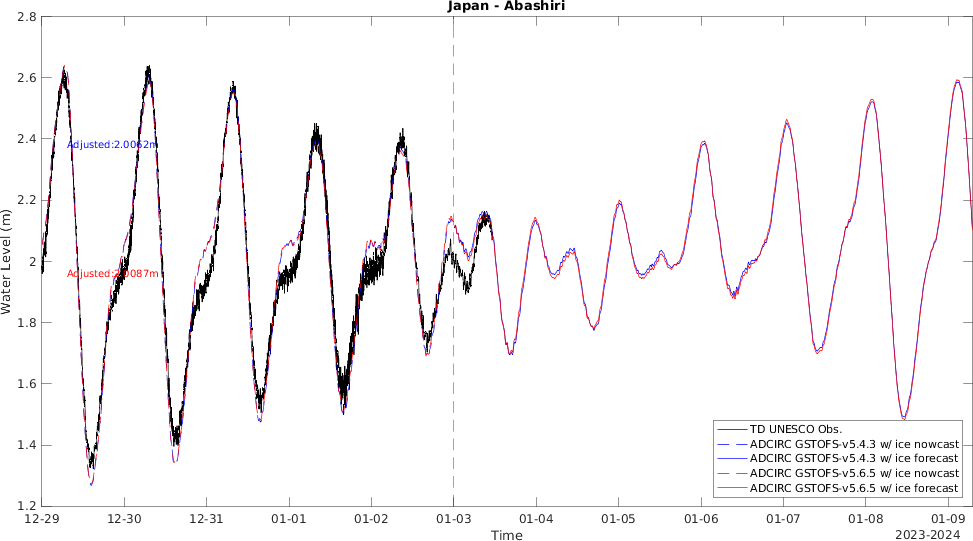 Japan - Abashiri
Water Level (m)
2.8
2.6
2.4
2.2
2
1.8
1.6
1.4
1.2
Adjusted:2.0062m
Adjusted:2.0087m
TD UNESCO Obs.
ADCIRC GSTOFS-v5.4.3 w/ ice nowcast
ADCIRC GSTOFS-v5.4.3 w/ ice forecast
ADCIRC GSTOFS-v5.6.5 w/ ice nowcast
ADCIRC GSTOFS-v5.6.5 w/ ice forecast
12-29 12-30 12-31 01-01 01-02 01-03 01-04 01-05 01-06 01-07 01-08 01-09
Time
2023-2024